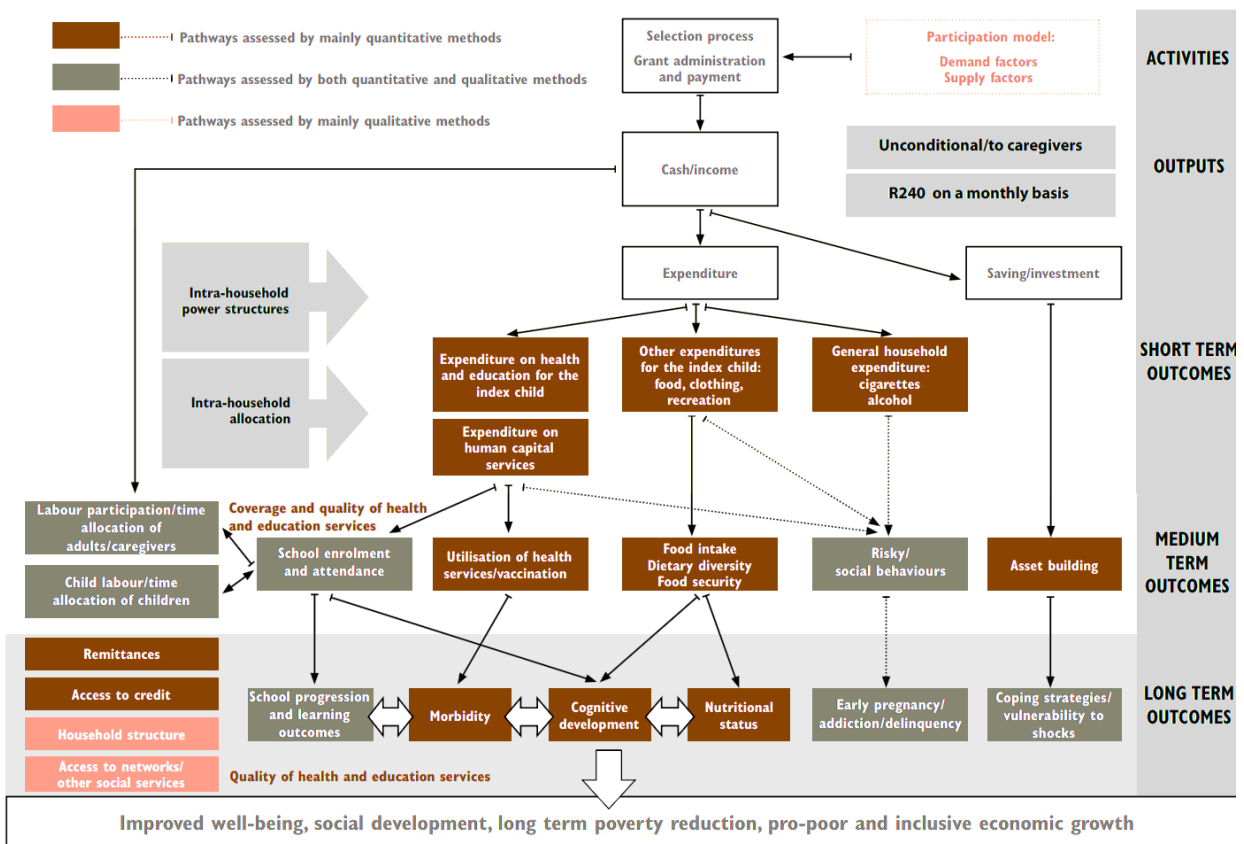 Pathways assessed by mainly quantitative methods
Pathways assessed by both quantitative and qualitative methods
Pathways assessed by mainly qualitative methods
Selection process
Grant administration
and payment
Participation model:
Demand factors
Supply factors
ACTIVITIES
Cash/income
Unconditional/to caregivers
R240 on a monthly basis
OUTPUTS
Intra-household
power structures
Intra-household
allocation
Expenditure
Saving/investment
Expenditure on health
and education for the
index child
Other expenditures
for the index child:
food, clothing,
recreation
General household
expenditure:
cigarettes
alcohol
SHORT TERM
OUTCOMES
Expenditure on
human capital
services
Labour participation/time
allocation of
adults/caregivers
Coverage and quality of health
and education services
Child labour/time
allocation of children
School enrolment
and attendance
Utilisation of health
services/vaccination
Food intake
Dietary diversity
Food security
Risky/
social behaviours
Asset building
MEDIUM
TERM
OUTCOMES
Remittances
Access to credit
Household structure
Access to networks/
other social services
School progression
and learning
outcomes
Morbidity
Cognitive
development
Nutritional
status
Early pregnancy/
addiction/delinquency
Coping strategies/
vulnerability to
shocks
LONG TERM
OUTCOMES
Quality of health and education services
Improved well-being, social development, long term poverty reduction, pro-poor and inclusive economic growth